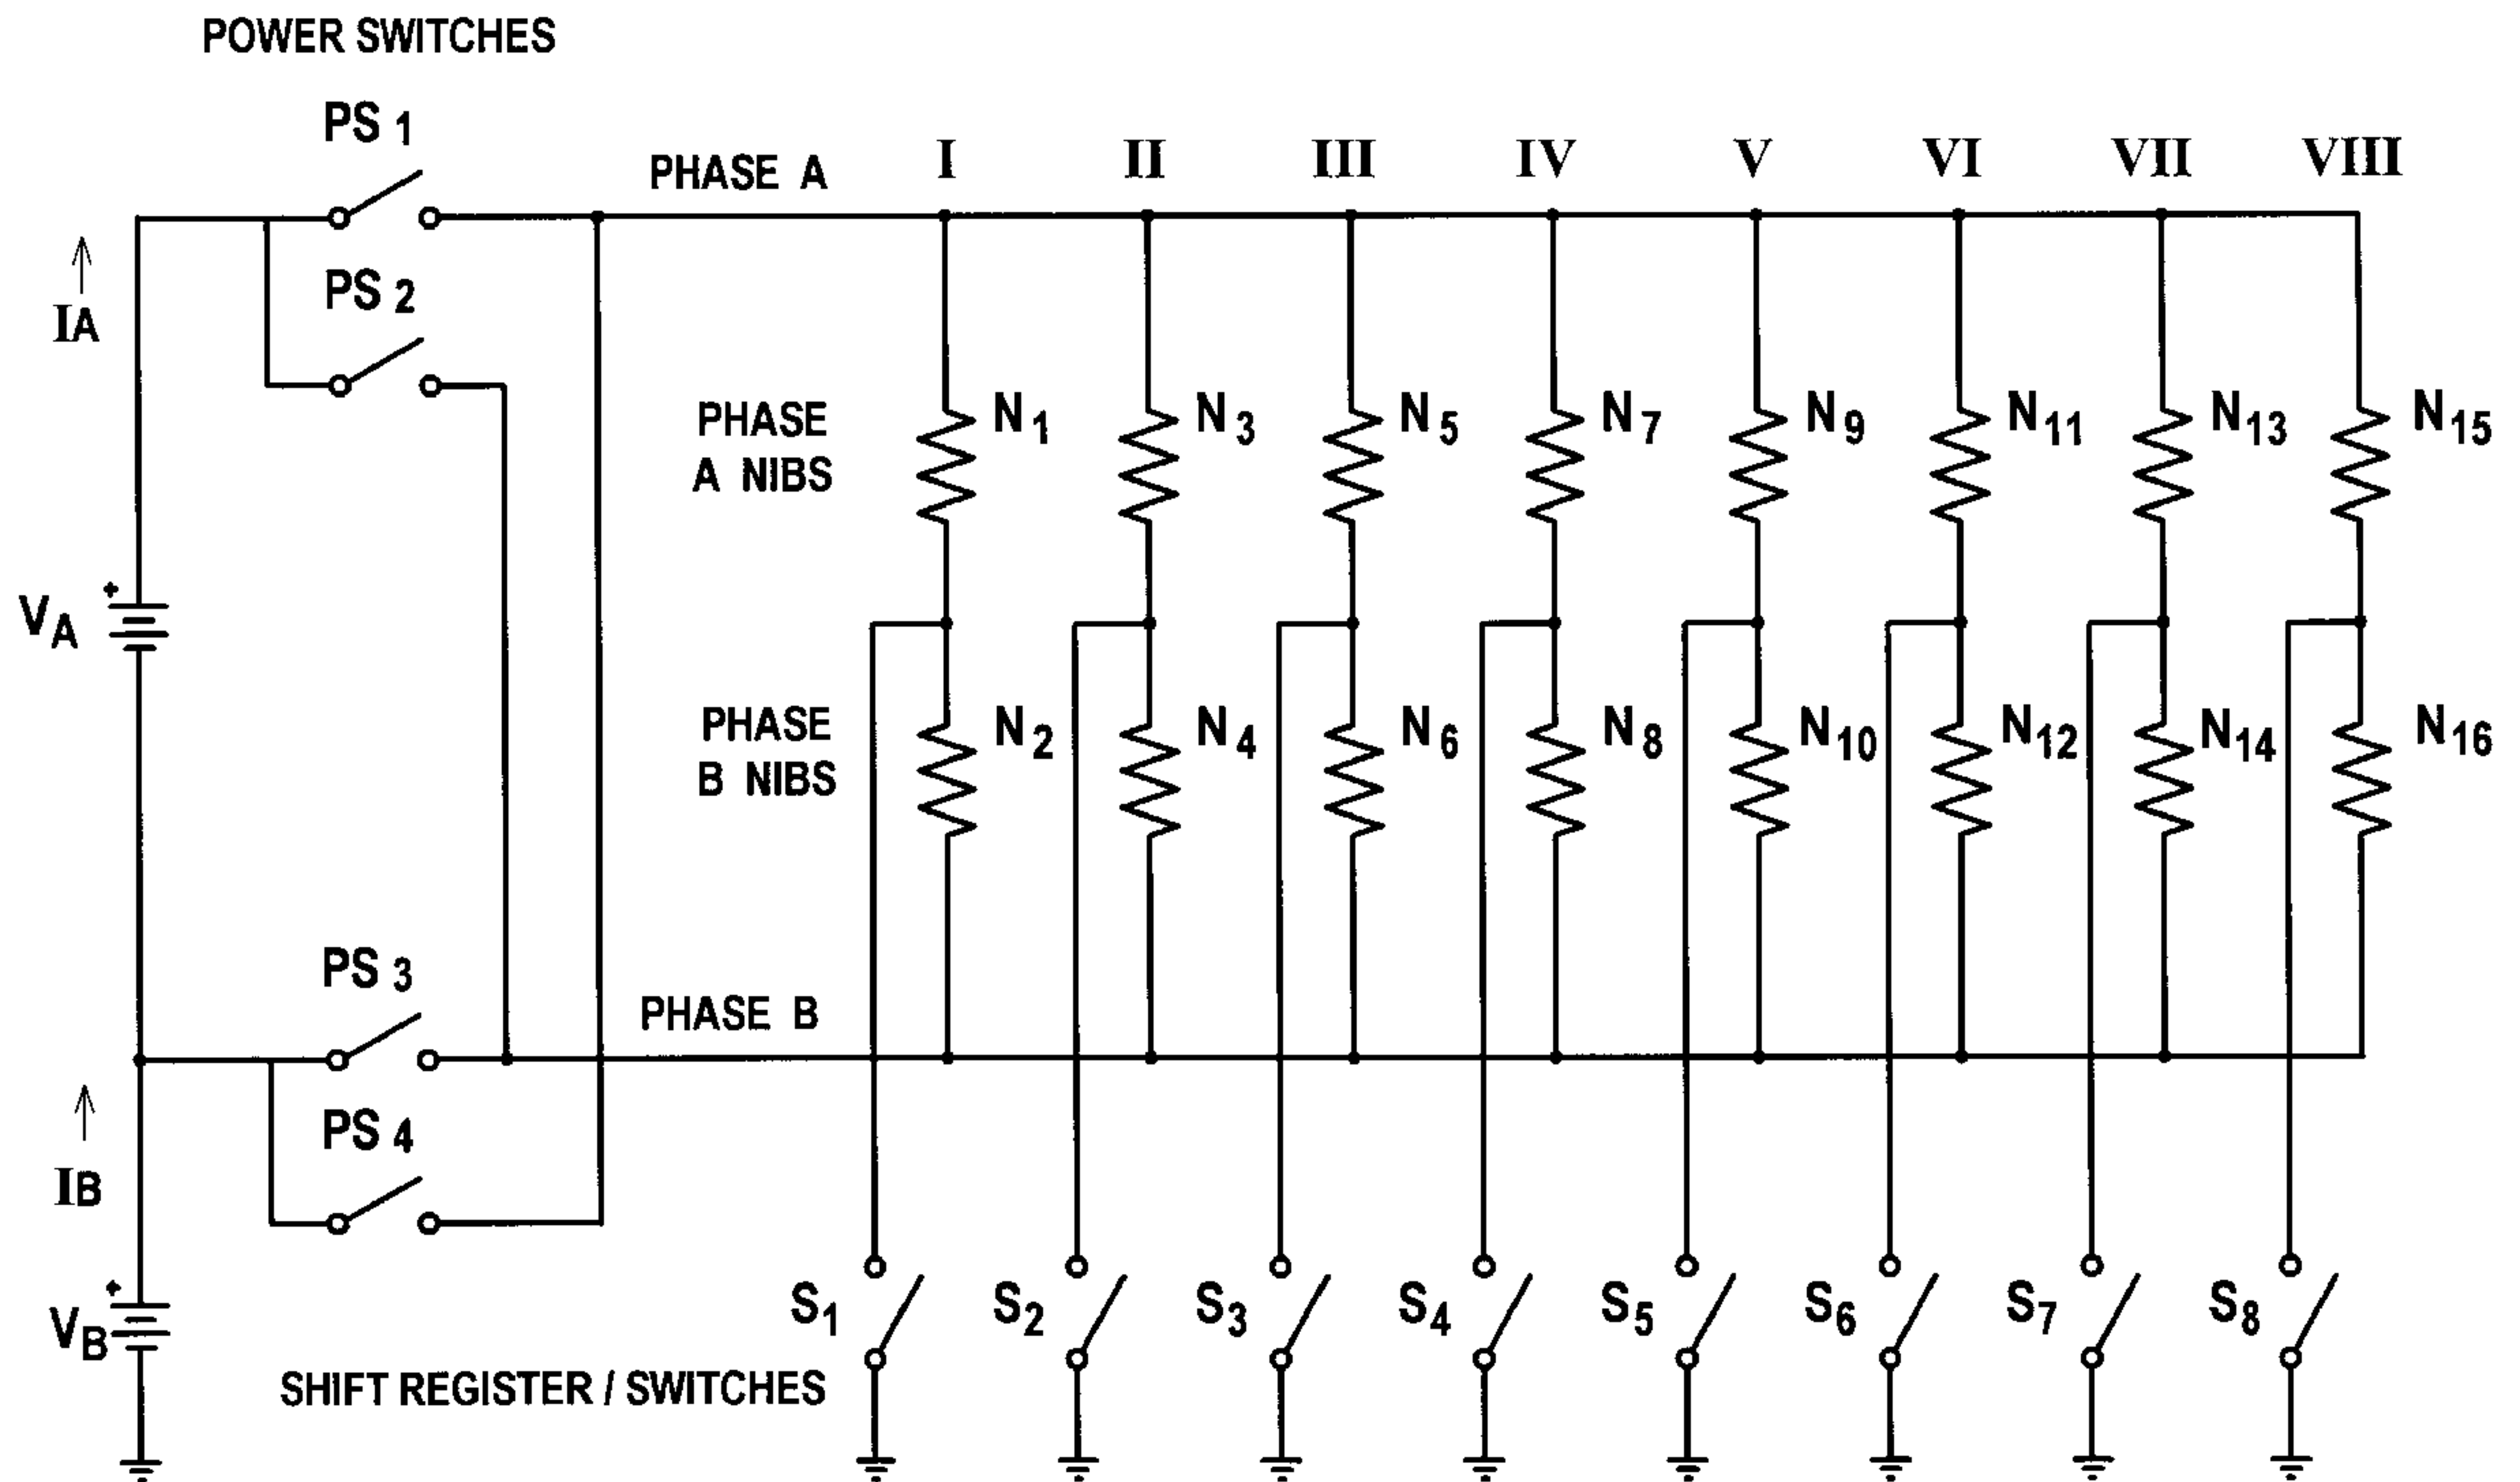 POWER SWITCHES
PS 1
PHASE A
I II III IV V VI VII VIII
PS 2
IA
PHASE
A NIBS
N1 N3 N5 N7 N9 N11 N13 N15
+
VA
PHASE
B NIBS
N2 N4 N6 N8 N10 N12 N14 N16
PS 3
PHASE B
PS 4
IB
+
VB
S1 S2 S3 S4 S5 S6 S7 S8
SHIFT REGISTER / SWITCHES